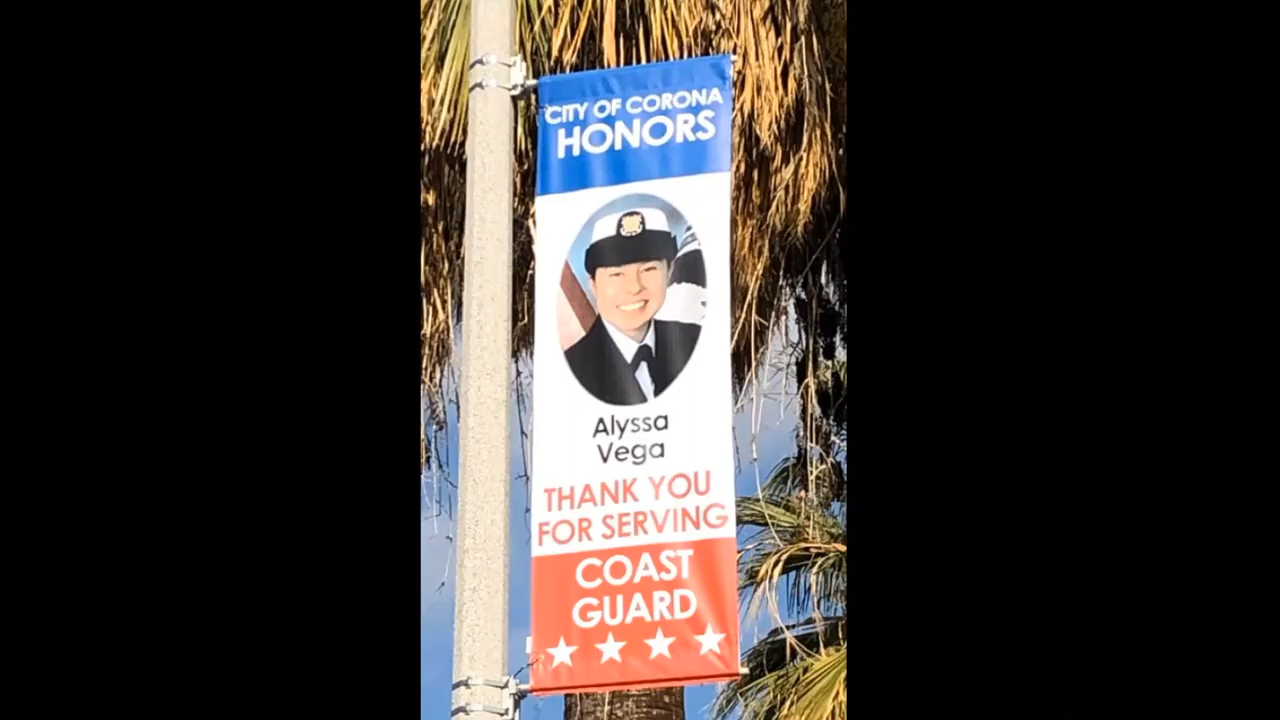 CITY OF CORONA
HONORS
Alyssa
Vega
THANK YOU
FOR SERVING
COAST
GUARD